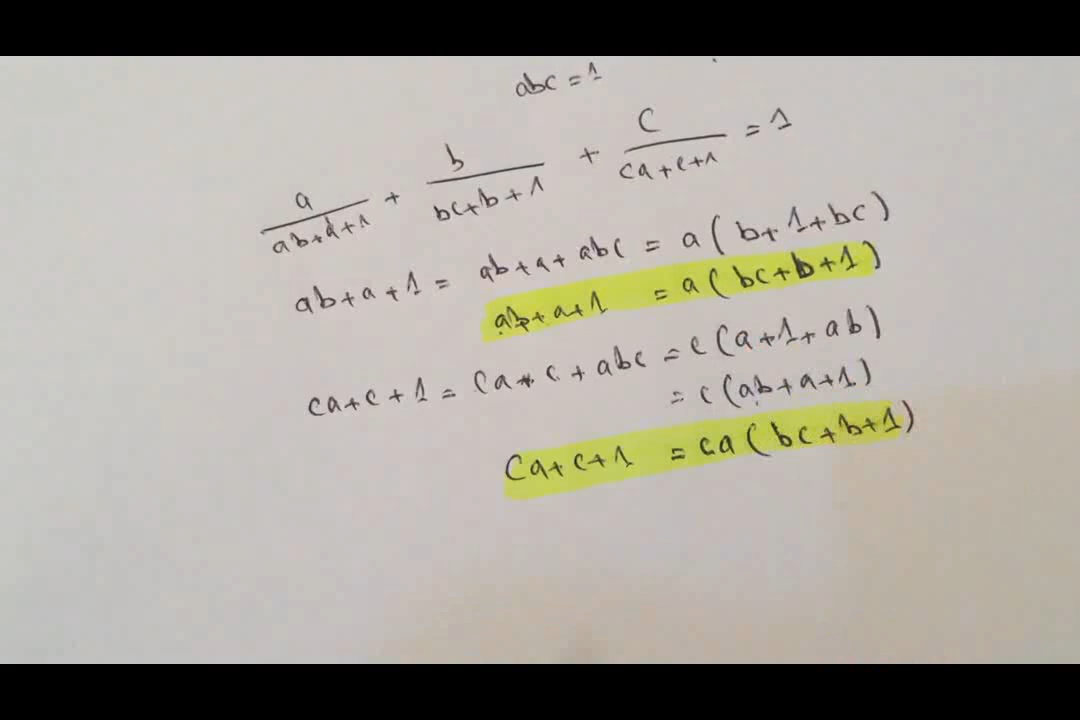 abc = 1
a/(ab+a+1) + b/(bc+b+1) + c/(ca+c+1) = 1
ab+a+1 = ab+a+abc = a(b+1+bc)
ab+a+1 = a(bc+b+1)
ca+c+1 = ca+c+abc = c(a+1+ab)
= c(ab+a+1)
ca+c+1 = ca(bc+b+1)